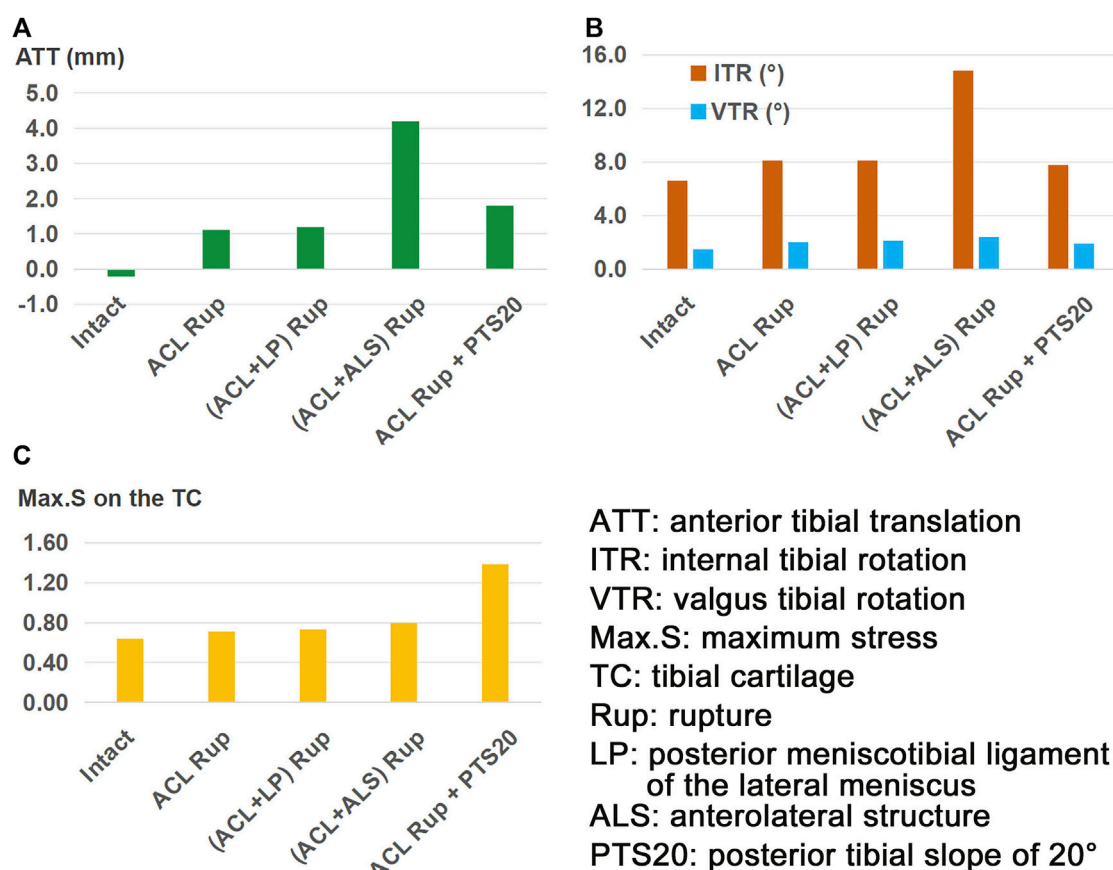 A
ATT (mm)
5.0
4.0
3.0
2.0
1.0
0.0
-1.0
Intact
ACL Rup
(ACL+LP) Rup
(ACL+ALS) Rup
ACL Rup + PTS20
B
16.0
12.0
8.0
4.0
0.0
ITR (°)
VTR (°)
Intact
ACL Rup
(ACL+LP) Rup
(ACL+ALS) Rup
ACL Rup + PTS20
C
Max.S on the TC
1.60
1.20
0.80
0.40
0.00
Intact
ACL Rup
(ACL+LP) Rup
(ACL+ALS) Rup
ACL Rup + PTS20
ATT: anterior tibial translation
ITR: internal tibial rotation
VTR: valgus tibial rotation
Max.S: maximum stress
TC: tibial cartilage
Rup: rupture
LP: posterior meniscotibial ligament
of the lateral meniscus
ALS: anterolateral structure
PTS20: posterior tibial slope of 20°